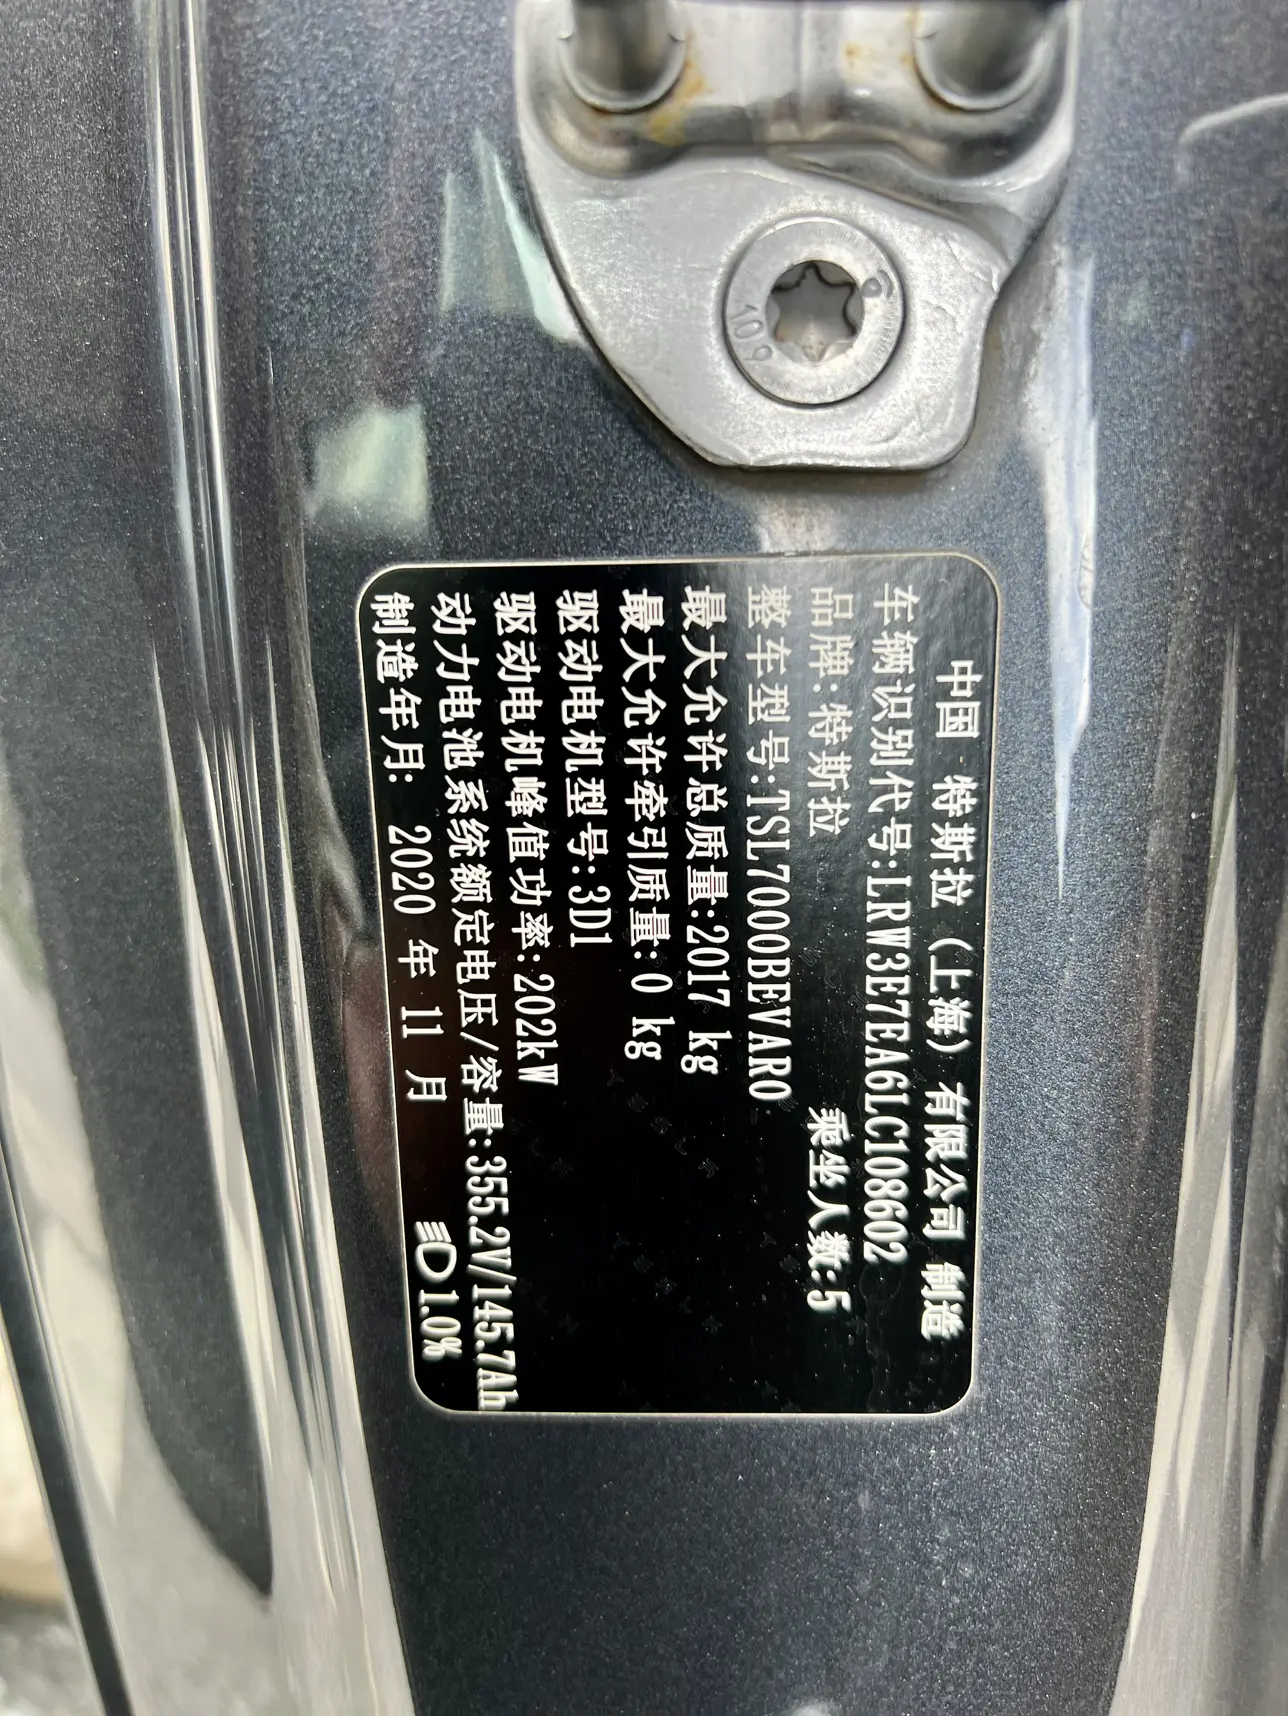 中国 特斯拉（上海）有限公司 制造
车辆识别代号:LRW3E7EA6LC108602
品牌:特斯拉 乘坐人数:5
整车型号:TSL7000BEVAR0
最大允许总质量:2017 kg
最大允许牵引质量:0 kg
驱动电机型号:3D1
驱动电机峰值功率:202kW
动力电池系统额定电压/容量:355.2V/145.7Ah
制造年月: 2020 年 11 月 1.0%